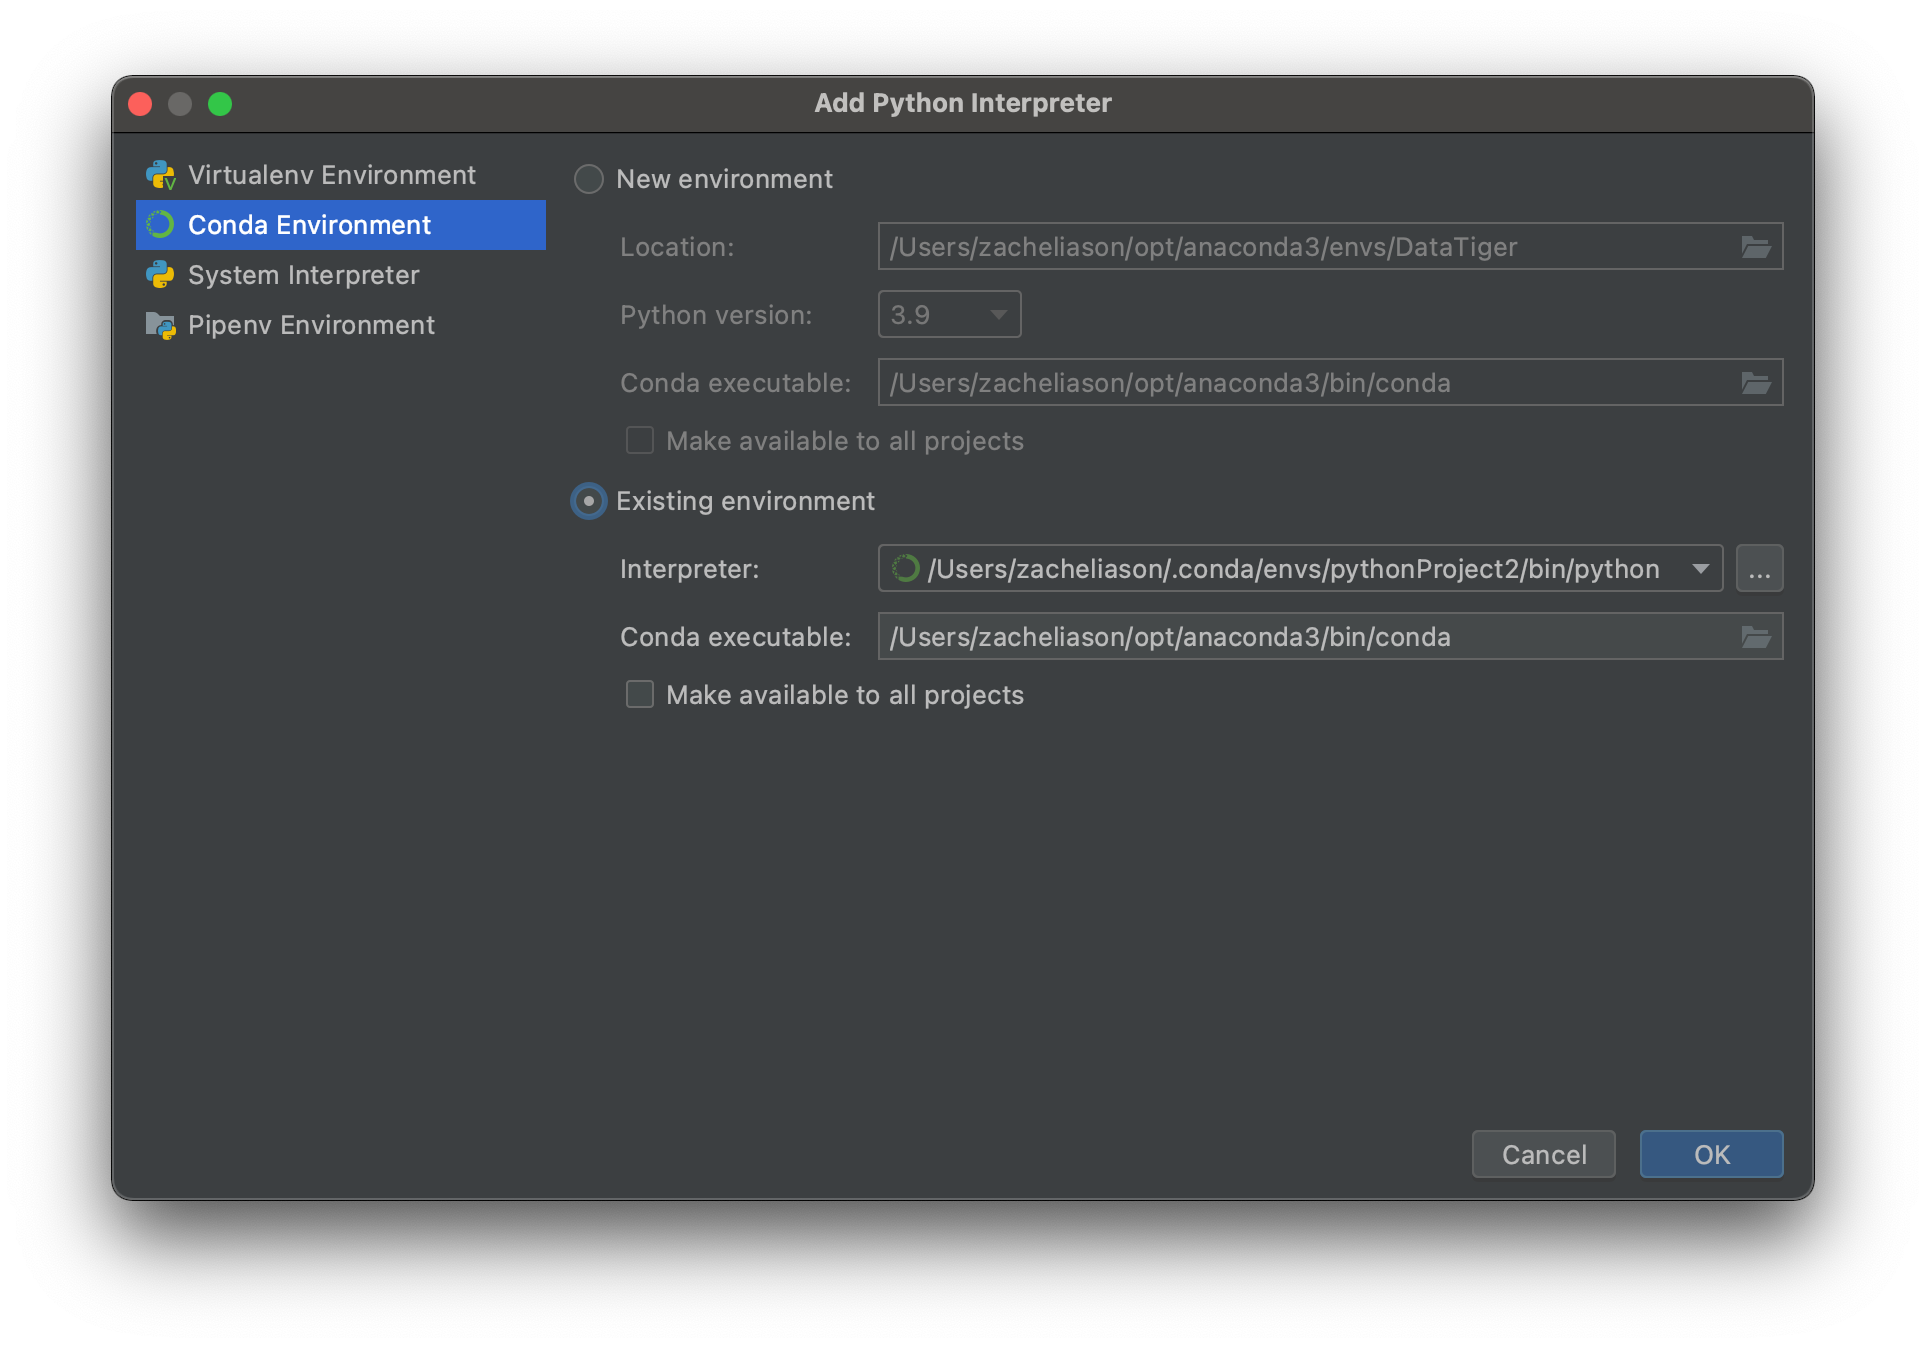 Add Python Interpreter
Virtualenv Environment
Conda Environment
System Interpreter
Pipenv Environment
New environment
Location: /Users/zacheliason/opt/anaconda3/envs/DataTiger
Python version: 3.9
Conda executable: /Users/zacheliason/opt/anaconda3/bin/conda
Make available to all projects
Existing environment
Interpreter: /Users/zacheliason/.conda/envs/pythonProject2/bin/python ...
Conda executable: /Users/zacheliason/opt/anaconda3/bin/conda
Make available to all projects
Cancel OK